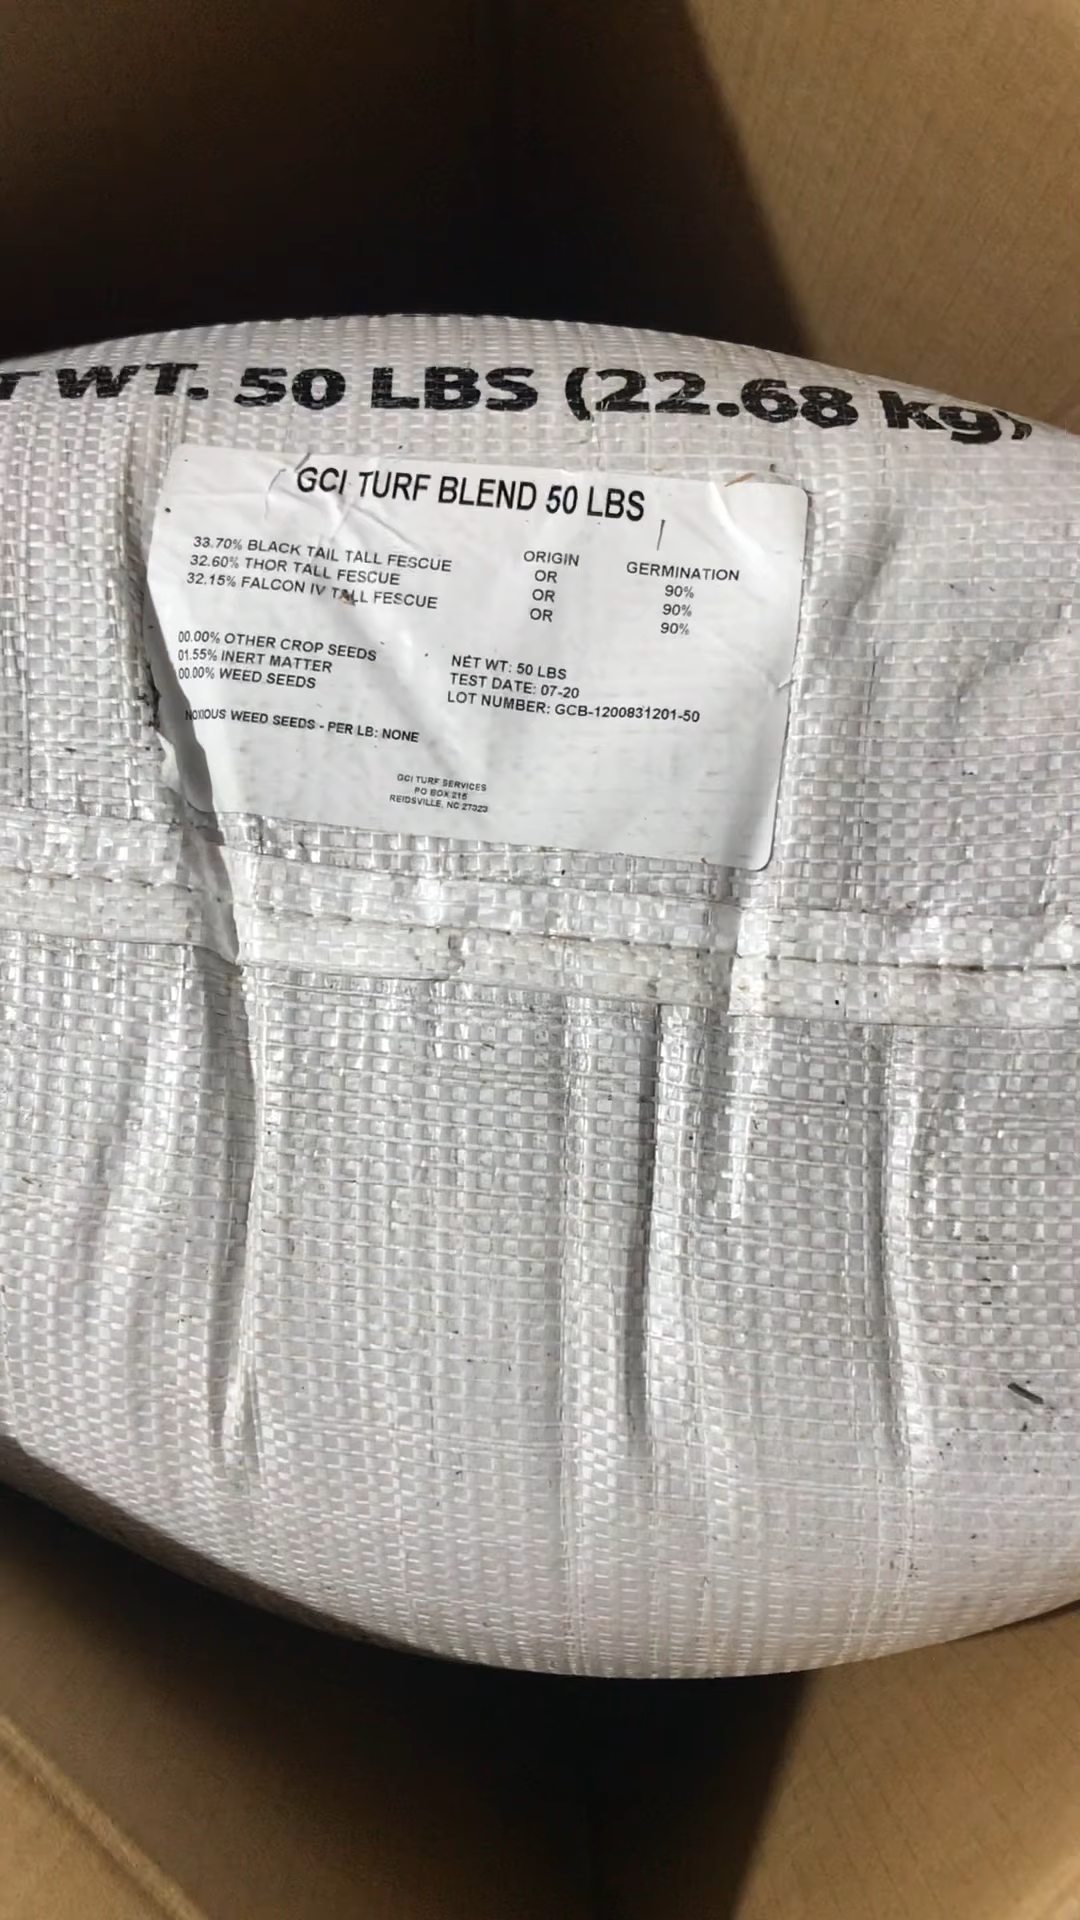 T WT. 50 LBS (22.68 kg)
GCI TURF BLEND 50 LBS
ORIGIN GERMINATION
33.70% BLACK TAIL TALL FESCUE OR 90%
32.60% THOR TALL FESCUE OR 90%
32.15% FALCON IV TALL FESCUE OR 90%
00.00% OTHER CROP SEEDS
01.55% INERT MATTER
00.00% WEED SEEDS
NET WT: 50 LBS
TEST DATE: 07-20
LOT NUMBER: GCB-1200831201-50
NOXIOUS WEED SEEDS - PER LB: NONE
GCI TURF SERVICES
PO BOX 216
REIDSVILLE, NC 27323